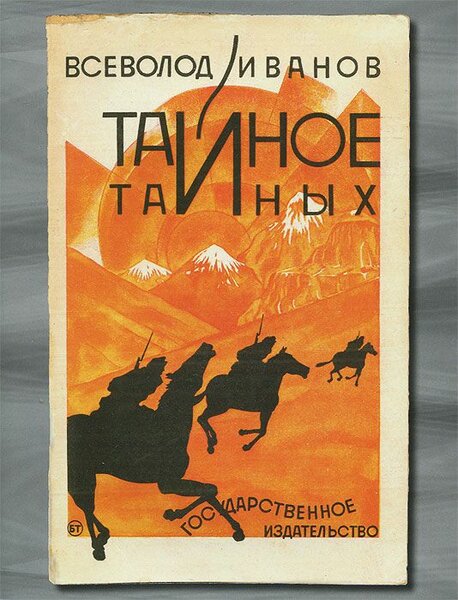 ВСЕВОЛОД ИВАНОВ
ТАЙНОЕ
ТАЙНЫХ
БТ
ГОСУДАРСТВЕННОЕ
ИЗДАТЕЛЬСТВО